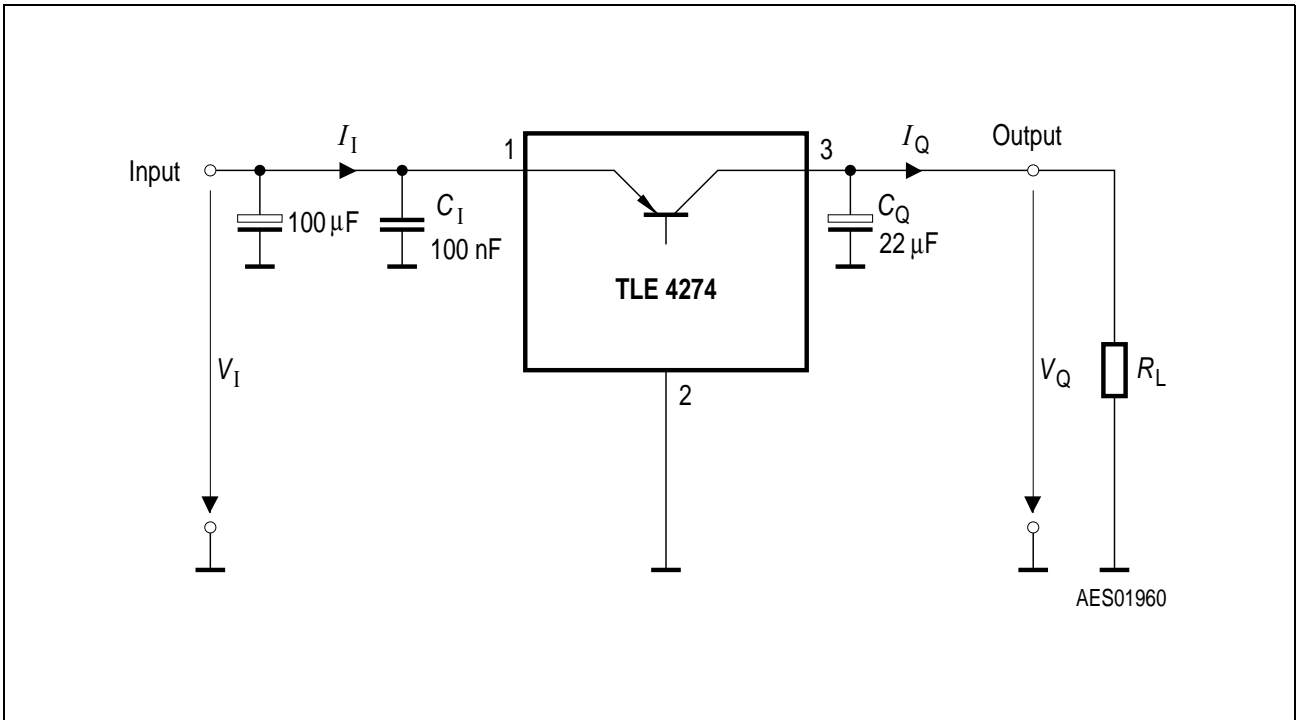 Input
I_I
1
3
I_Q
Output
100 µF
C_I
100 nF
C_Q
22 µF
TLE 4274
V_I
2
V_Q
R_L
AES01960